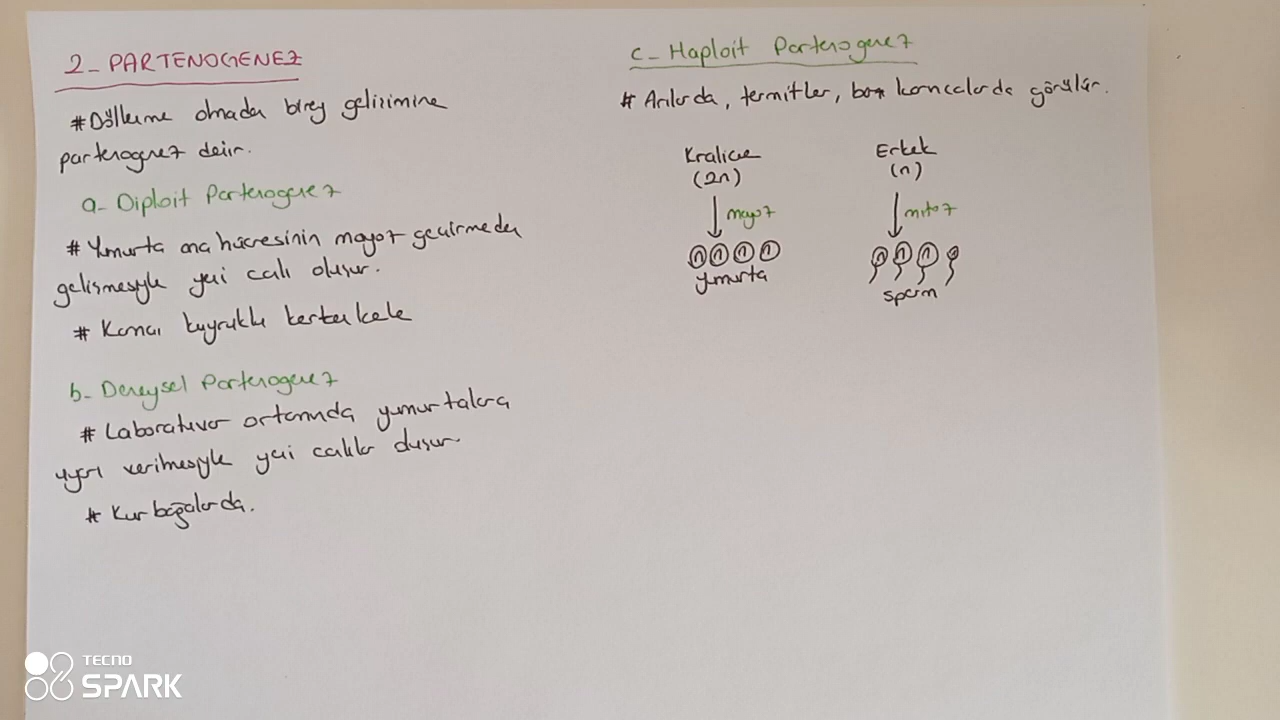 2- PARTENOGENEZ
# Döllenme olmadan birey gelişimine
partenogenez denir.
a- Diploit Partenogenez
# Yumurta ana hücresinin mayoz geçirmeden
gelişmesiyle yeni canlı oluşur.
# Kamçı kuyruklu kertenkele
b- Deneysel Partenogenez
# Laboratuvar ortamında yumurtalara
uyarı verilmesiyle yeni canlılar oluşur.
# Kurbağalarda.
c- Haploit Partenogenez
# Arılarda, termitler, bazı karıncalarda görülür.
Kraliçe
(2n)
mayoz
n n n n
yumurta
Erkek
(n)
mitoz
n n n n
sperm
TECNO
SPARK